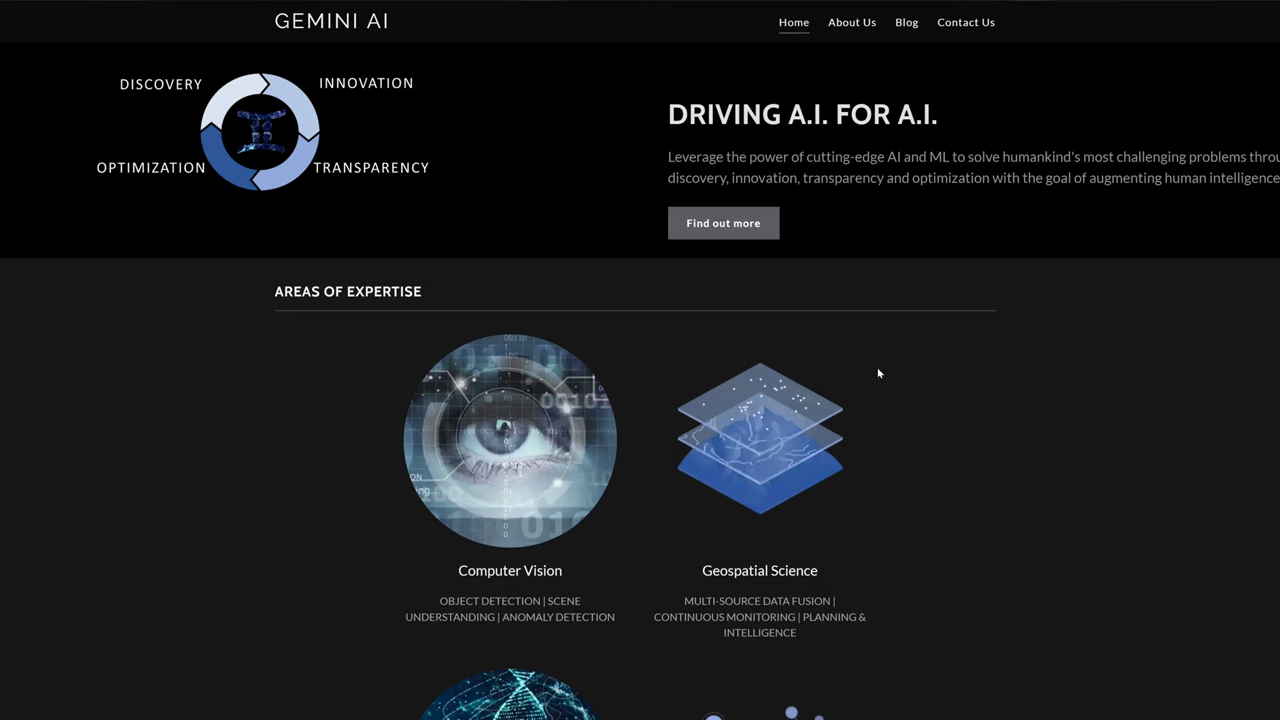 GEMINI AI
Home
About Us
Blog
Contact Us
DISCOVERY
INNOVATION
OPTIMIZATION
TRANSPARENCY
DRIVING A.I. FOR A.I.
Leverage the power of cutting-edge AI and ML to solve humankind's most challenging problems
discovery, innovation, transparency and optimization with the goal of augmenting human intelligence
Find out more
AREAS OF EXPERTISE
Computer Vision
OBJECT DETECTION | SCENE
UNDERSTANDING | ANOMALY DETECTION
Geospatial Science
MULTI-SOURCE DATA FUSION |
CONTINUOUS MONITORING | PLANNING &
INTELLIGENCE